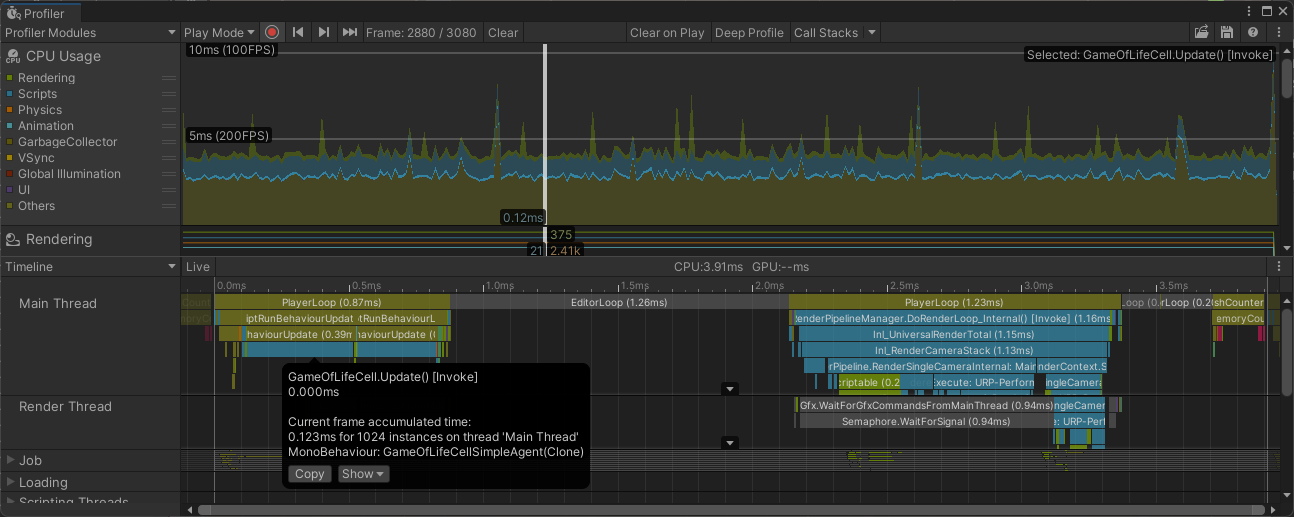 Profiler
Profiler Modules
Play Mode
Frame: 2880 / 3080
Clear
Clear on Play
Deep Profile
Call Stacks
CPU Usage
Rendering
Scripts
Physics
Animation
GarbageCollector
VSync
Global Illumination
UI
Others
10ms (100FPS)
Selected: GameOfLifeCell.Update() [Invoke]
5ms (200FPS)
0.12ms
Rendering
375
21
2.41k
Timeline
Live
CPU:3.91ms GPU:--ms
0.0ms
0.5ms
1.0ms
1.5ms
2.0ms
2.5ms
3.0ms
3.5ms
Main Thread
PlayerLoop (0.87ms)
EditorLoop (1.26ms)
PlayerLoop (1.23ms)
shCounter
iptRunBehaviourUpdat
tRunBehaviourL
enderPipelineManager.DoRenderLoop_Internal() [Invoke] (1.16ms
emoryCou
haviourUpdate (0.39m
haviourUpdate (
Inl_UniversalRenderTotal (1.15ms)
Inl_RenderCameraStack (1.13ms)
rPipeline.RenderSingleCameraInternal: Main
nderContext.S
criptable (0.2
xecute: URP-Perform
ngleCamera
Render Thread
Gfx.WaitForGfxCommandsFromMainThread (0.94ms)
ngleCamer
Semaphore.WaitForSignal (0.94ms)
: URP-Perf
GameOfLifeCell.Update() [Invoke]
0.000ms
Current frame accumulated time:
0.123ms for 1024 instances on thread 'Main Thread'
MonoBehaviour: GameOfLifeCellSimpleAgent(Clone)
Copy
Show
Job
Loading
Scripting Threads